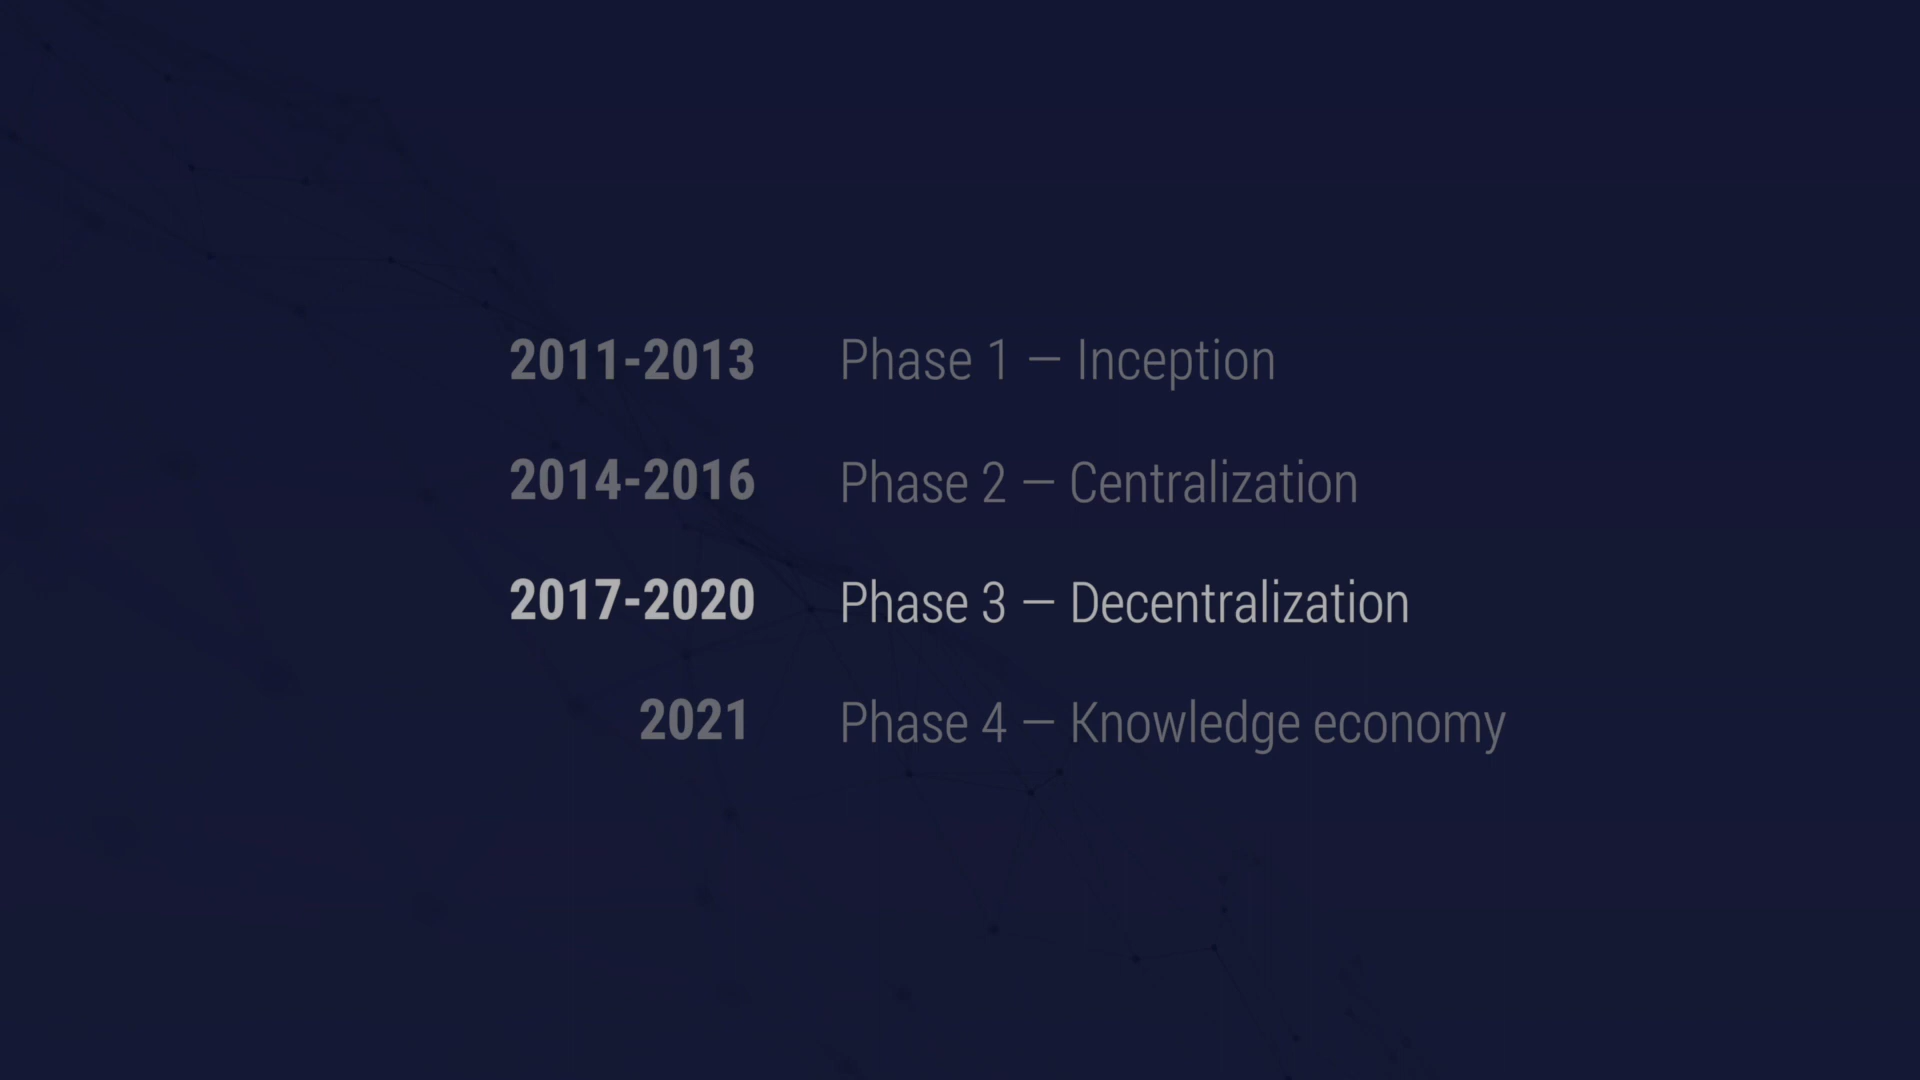 2011-2013 Phase 1 — Inception
2014-2016 Phase 2 — Centralization
2017-2020 Phase 3 — Decentralization
2021 Phase 4 — Knowledge economy